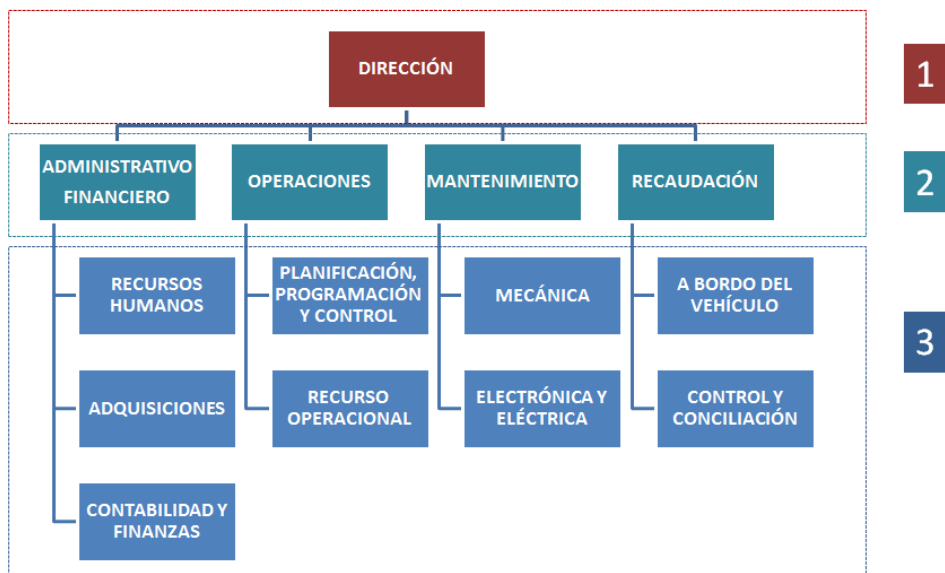 DIRECCIÓN
1
ADMINISTRATIVO
FINANCIERO
OPERACIONES
MANTENIMIENTO
RECAUDACIÓN
2
RECURSOS
HUMANOS
PLANIFICACIÓN,
PROGRAMACIÓN
Y CONTROL
MECÁNICA
A BORDO DEL
VEHÍCULO
3
ADQUISICIONES
RECURSO
OPERACIONAL
ELECTRÓNICA Y
ELÉCTRICA
CONTROL Y
CONCILIACIÓN
CONTABILIDAD Y
FINANZAS